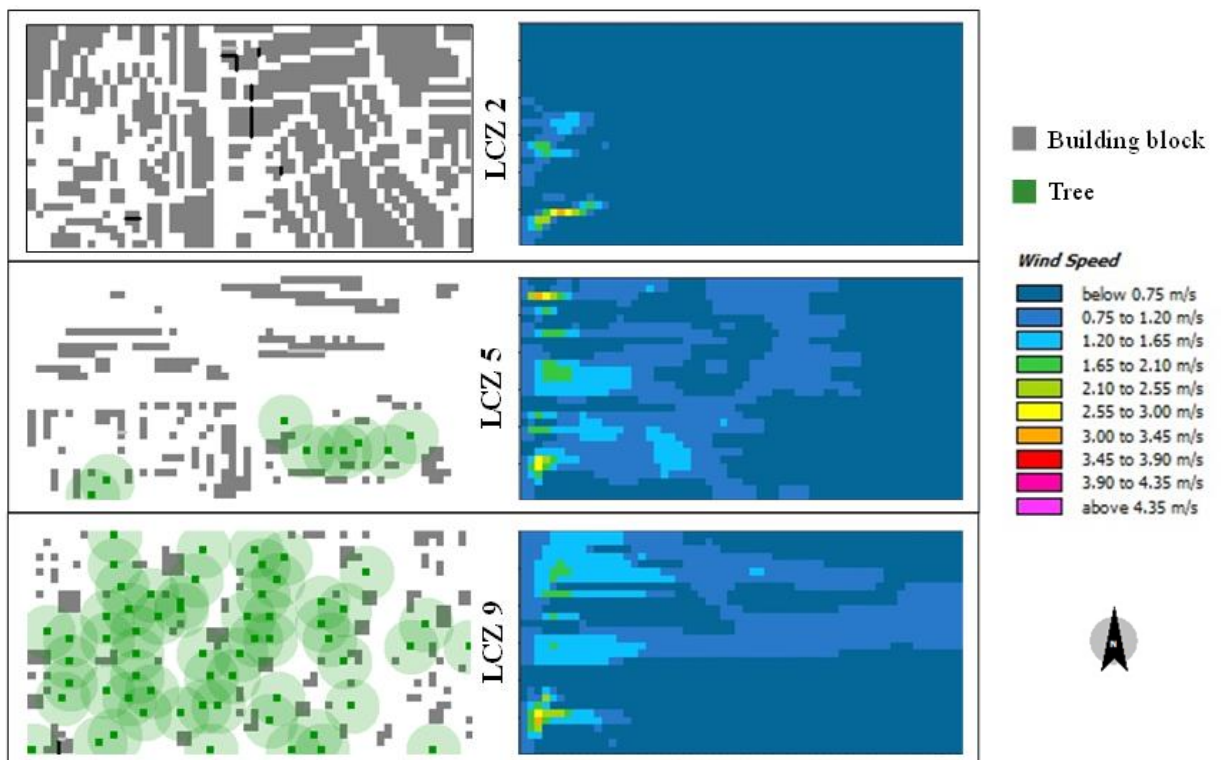 LCZ 2
LCZ 5
LCZ 9
Building block
Tree
Wind Speed
below 0.75 m/s
0.75 to 1.20 m/s
1.20 to 1.65 m/s
1.65 to 2.10 m/s
2.10 to 2.55 m/s
2.55 to 3.00 m/s
3.00 to 3.45 m/s
3.45 to 3.90 m/s
3.90 to 4.35 m/s
above 4.35 m/s
N